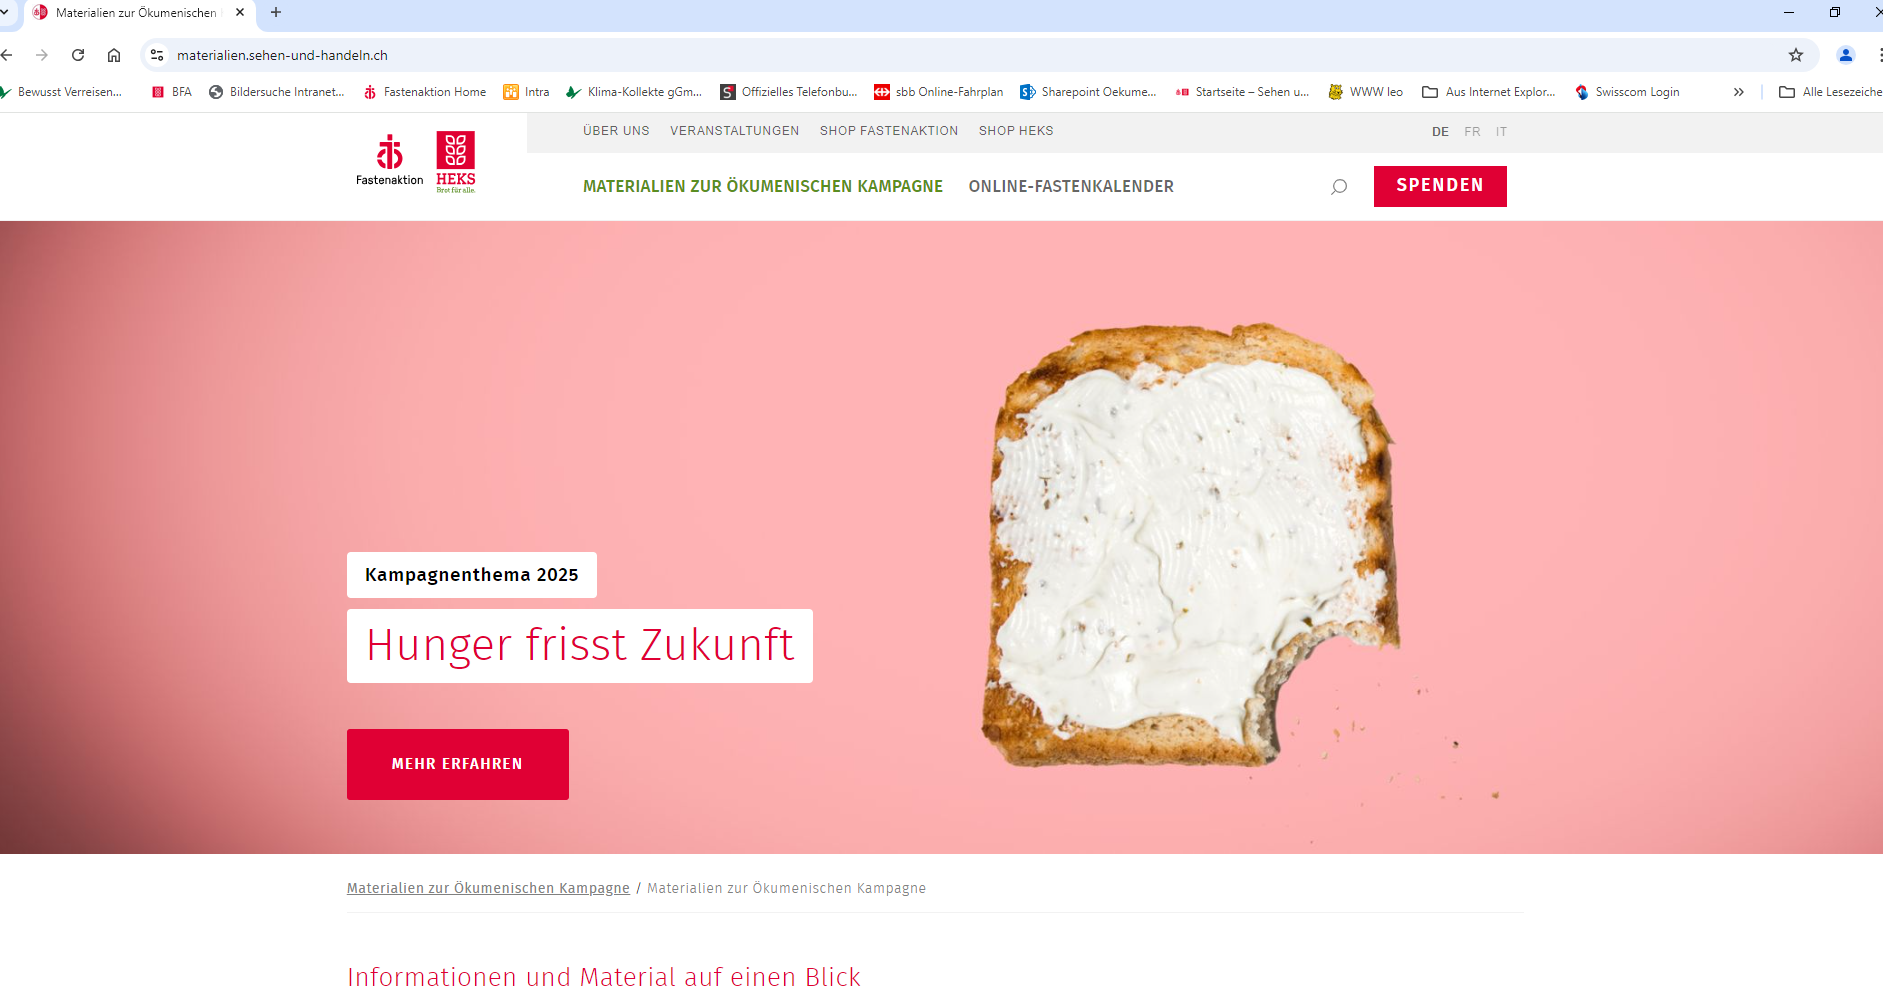 Materialien zur Ökumenischen
materialien.sehen-und-handeln.ch
Bewusst Verreisen... BFA Bildersuche Intranet... Fastenaktion Home Intra Klima-Kollekte gGm... Offizielles Telefonbu... sbb Online-Fahrplan Sharepoint Oekume... Startseite – Sehen u... WWW leo Aus Internet Explor... Swisscom Login Alle Lesezeiche
ÜBER UNS VERANSTALTUNGEN SHOP FASTENAKTION SHOP HEKS DE FR IT
Fastenaktion HEKS
Brot für alle
MATERIALIEN ZUR ÖKUMENISCHEN KAMPAGNE ONLINE-FASTENKALENDER SPENDEN
Kampagnenthema 2025
Hunger frisst Zukunft
MEHR ERFAHREN
Materialien zur Ökumenischen Kampagne / Materialien zur Ökumenischen Kampagne
Informationen und Material auf einen Blick